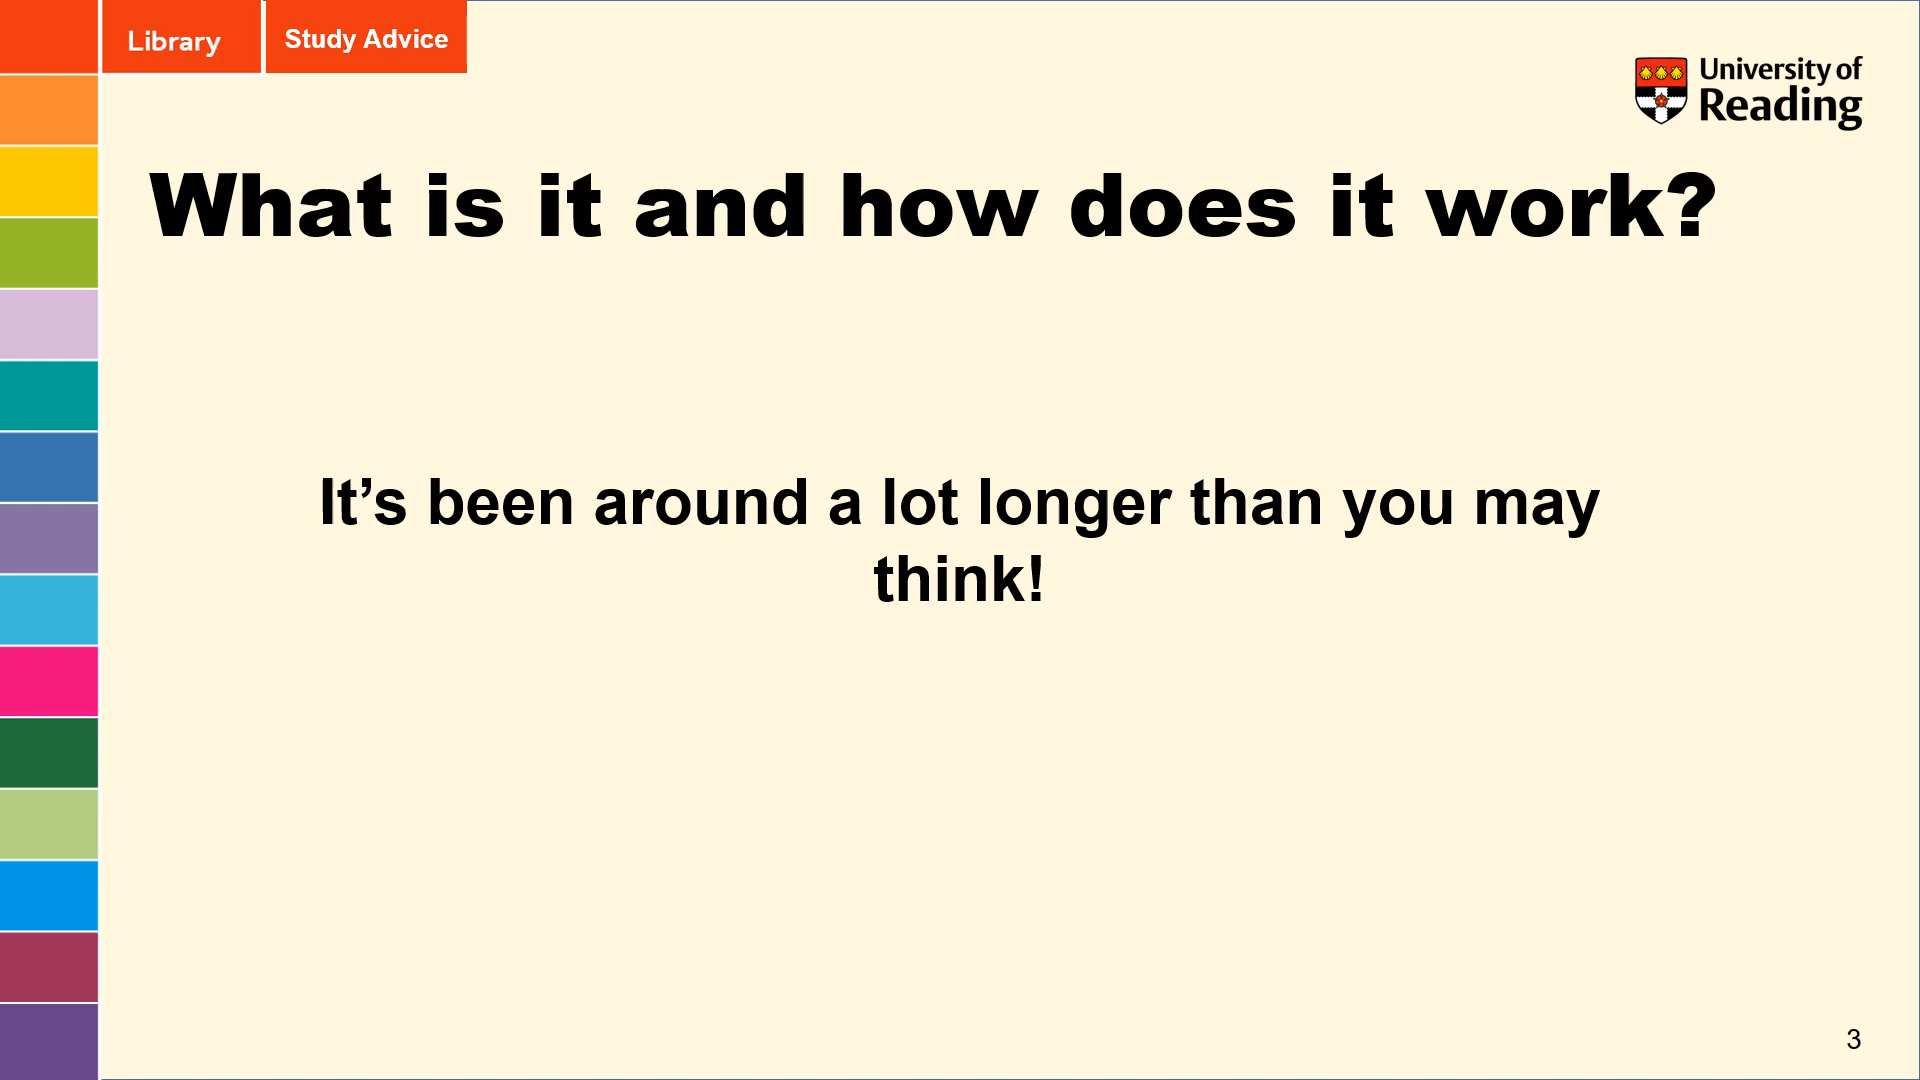 Library
Study Advice
University of
Reading
What is it and how does it work?
It’s been around a lot longer than you may
think!
3